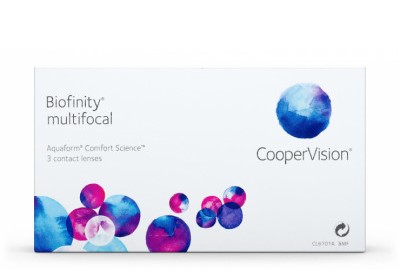 Biofinity®
multifocal
Aquaform® Comfort Science™
3 contact lenses
CooperVision®